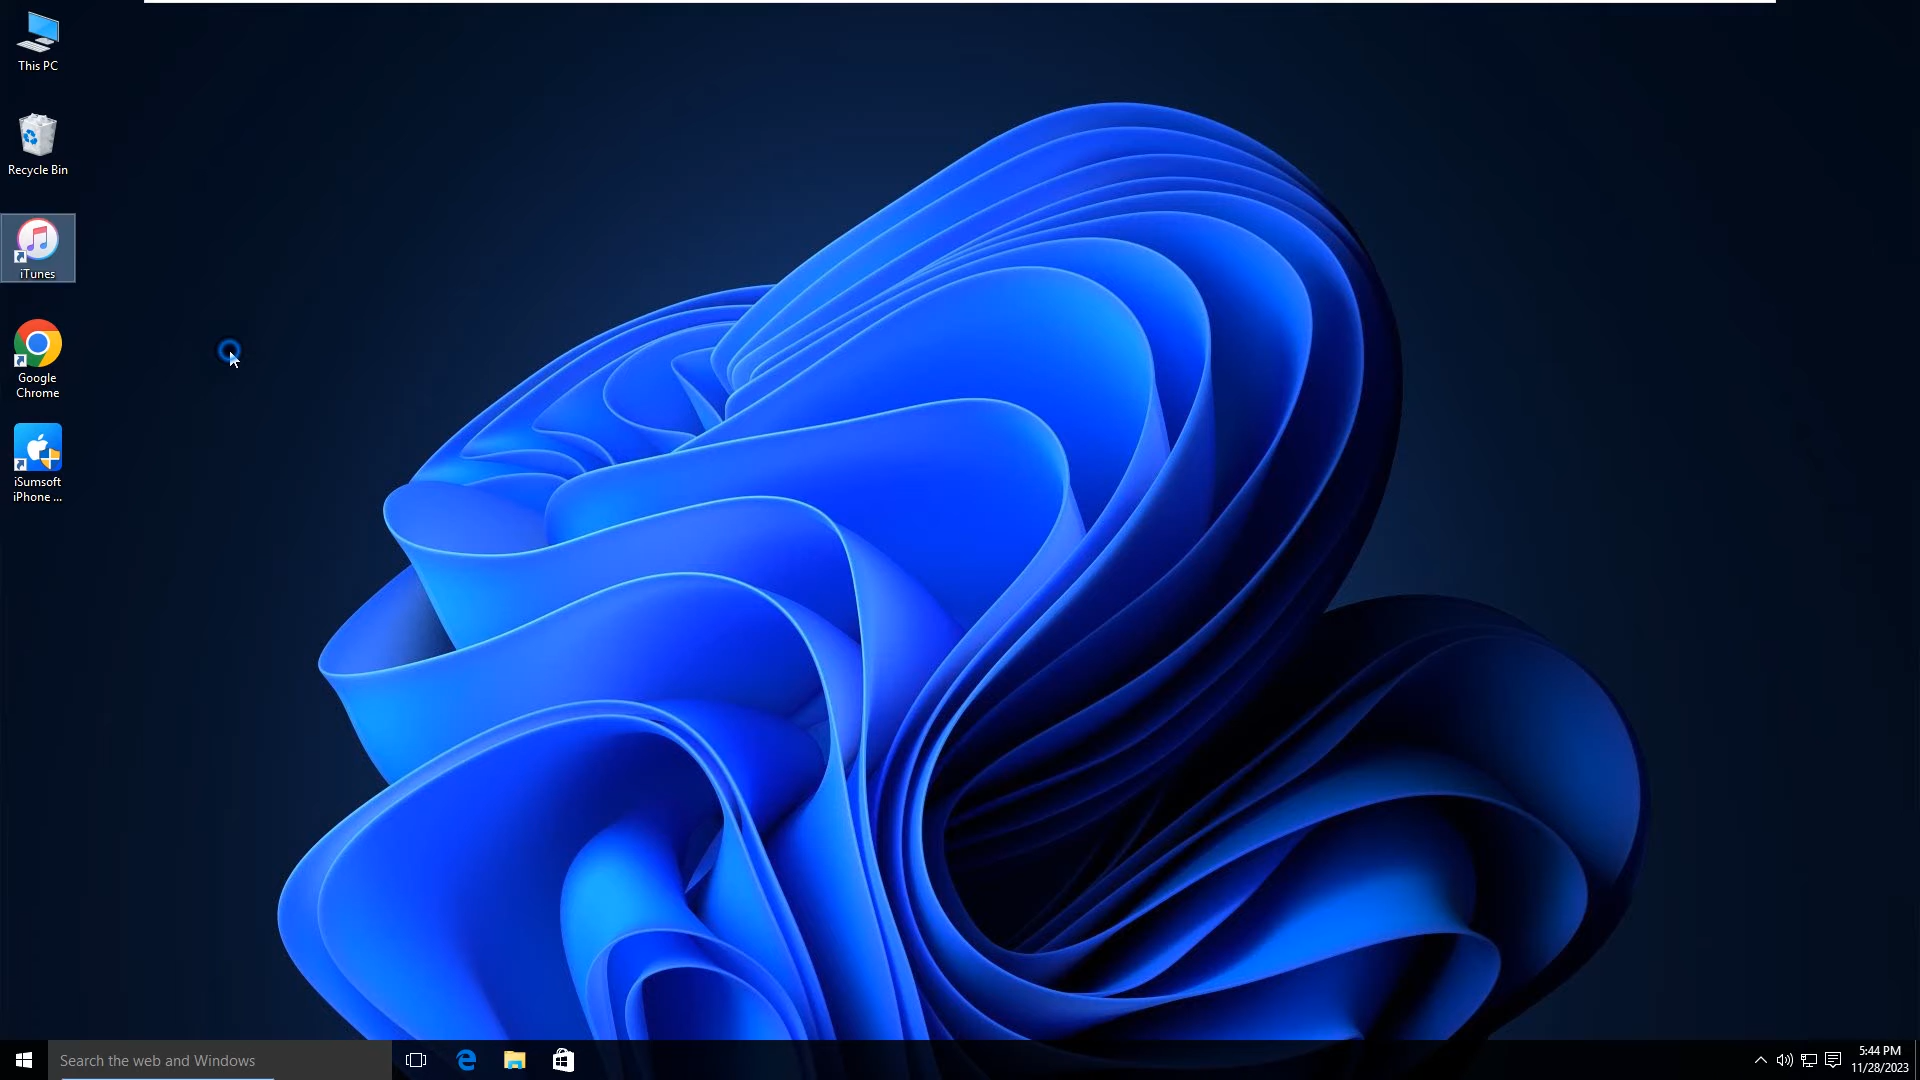 This PC
Recycle Bin
iTunes
Google
Chrome
iSumsoft
iPhone ...
Search the web and Windows
5:44 PM
11/28/2023